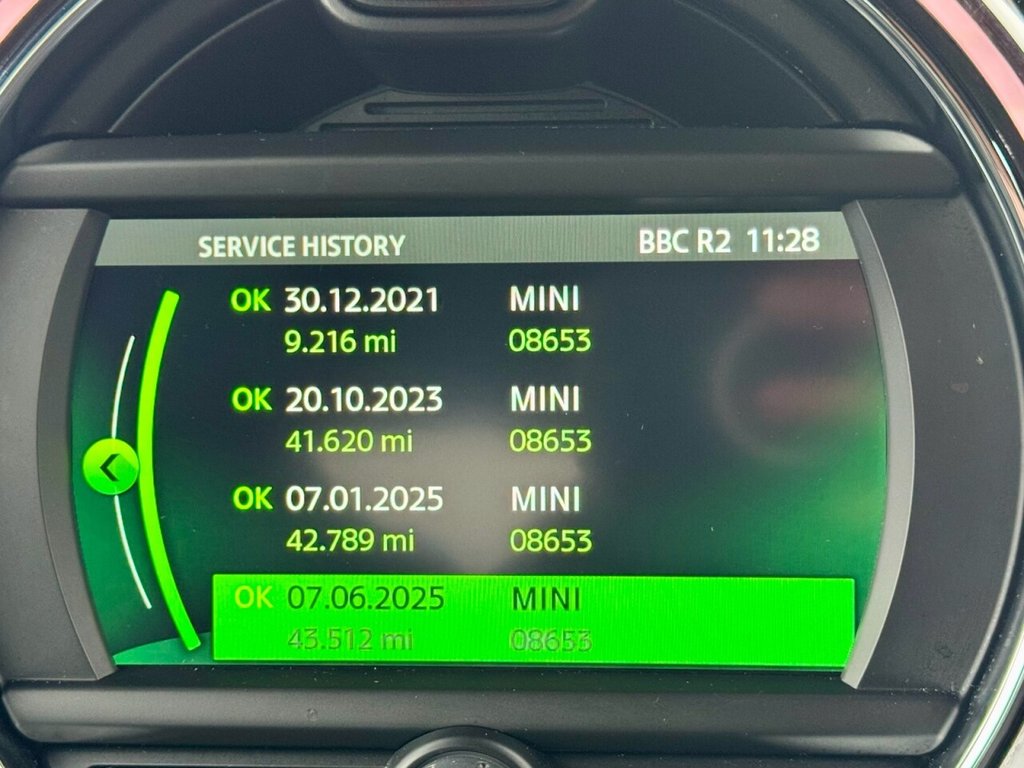 SERVICE HISTORY BBC R2 11:28
OK 30.12.2021 MINI
9.216 mi 08653
OK 20.10.2023 MINI
41.620 mi 08653
OK 07.01.2025 MINI
42.789 mi 08653
OK 07.06.2025 MINI
43.512 mi 08653